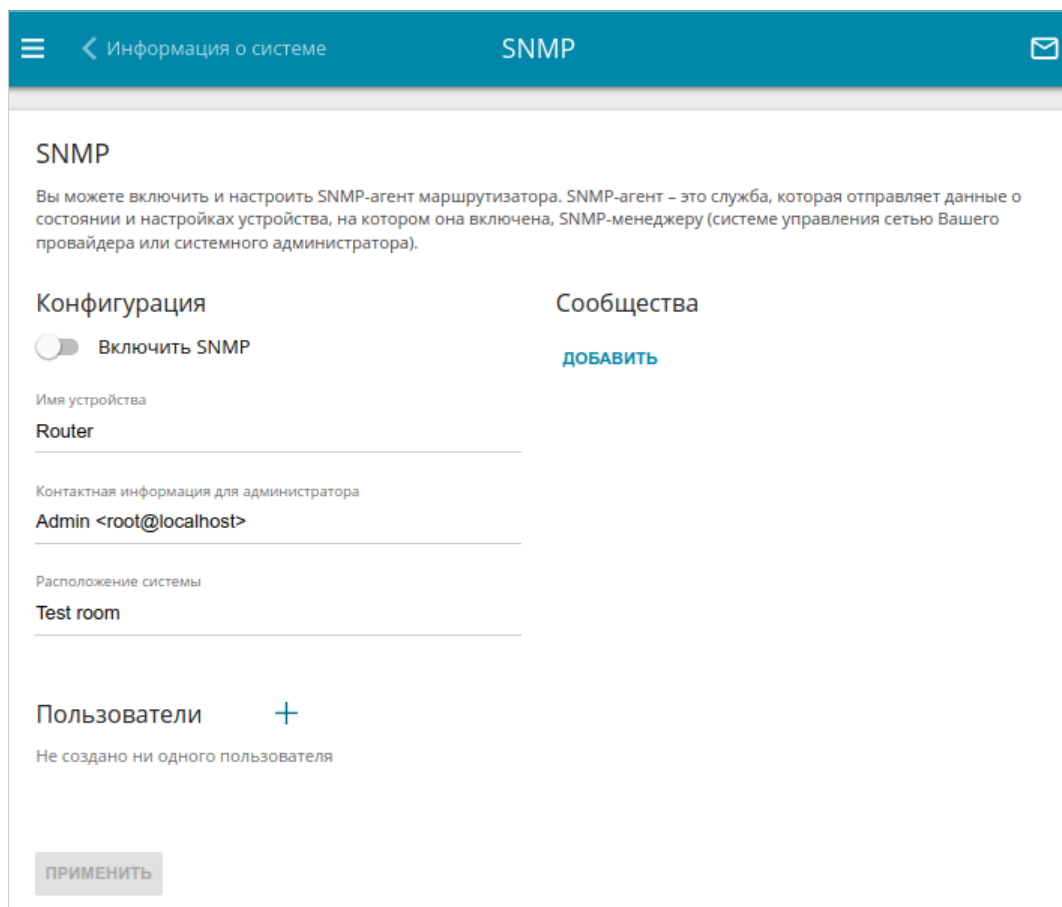 Информация о системе
SNMP
SNMP
Вы можете включить и настроить SNMP-агент маршрутизатора. SNMP-агент – это служба, которая отправляет данные о
состоянии и настройках устройства, на котором она включена, SNMP-менеджеру (системе управления сетью Вашего
провайдера или системного администратора).
Конфигурация
Включить SNMP
Имя устройства
Router
Контактная информация для администратора
Admin <root@localhost>
Расположение системы
Test room
Сообщества
ДОБАВИТЬ
Пользователи
Не создано ни одного пользователя
ПРИМЕНИТЬ